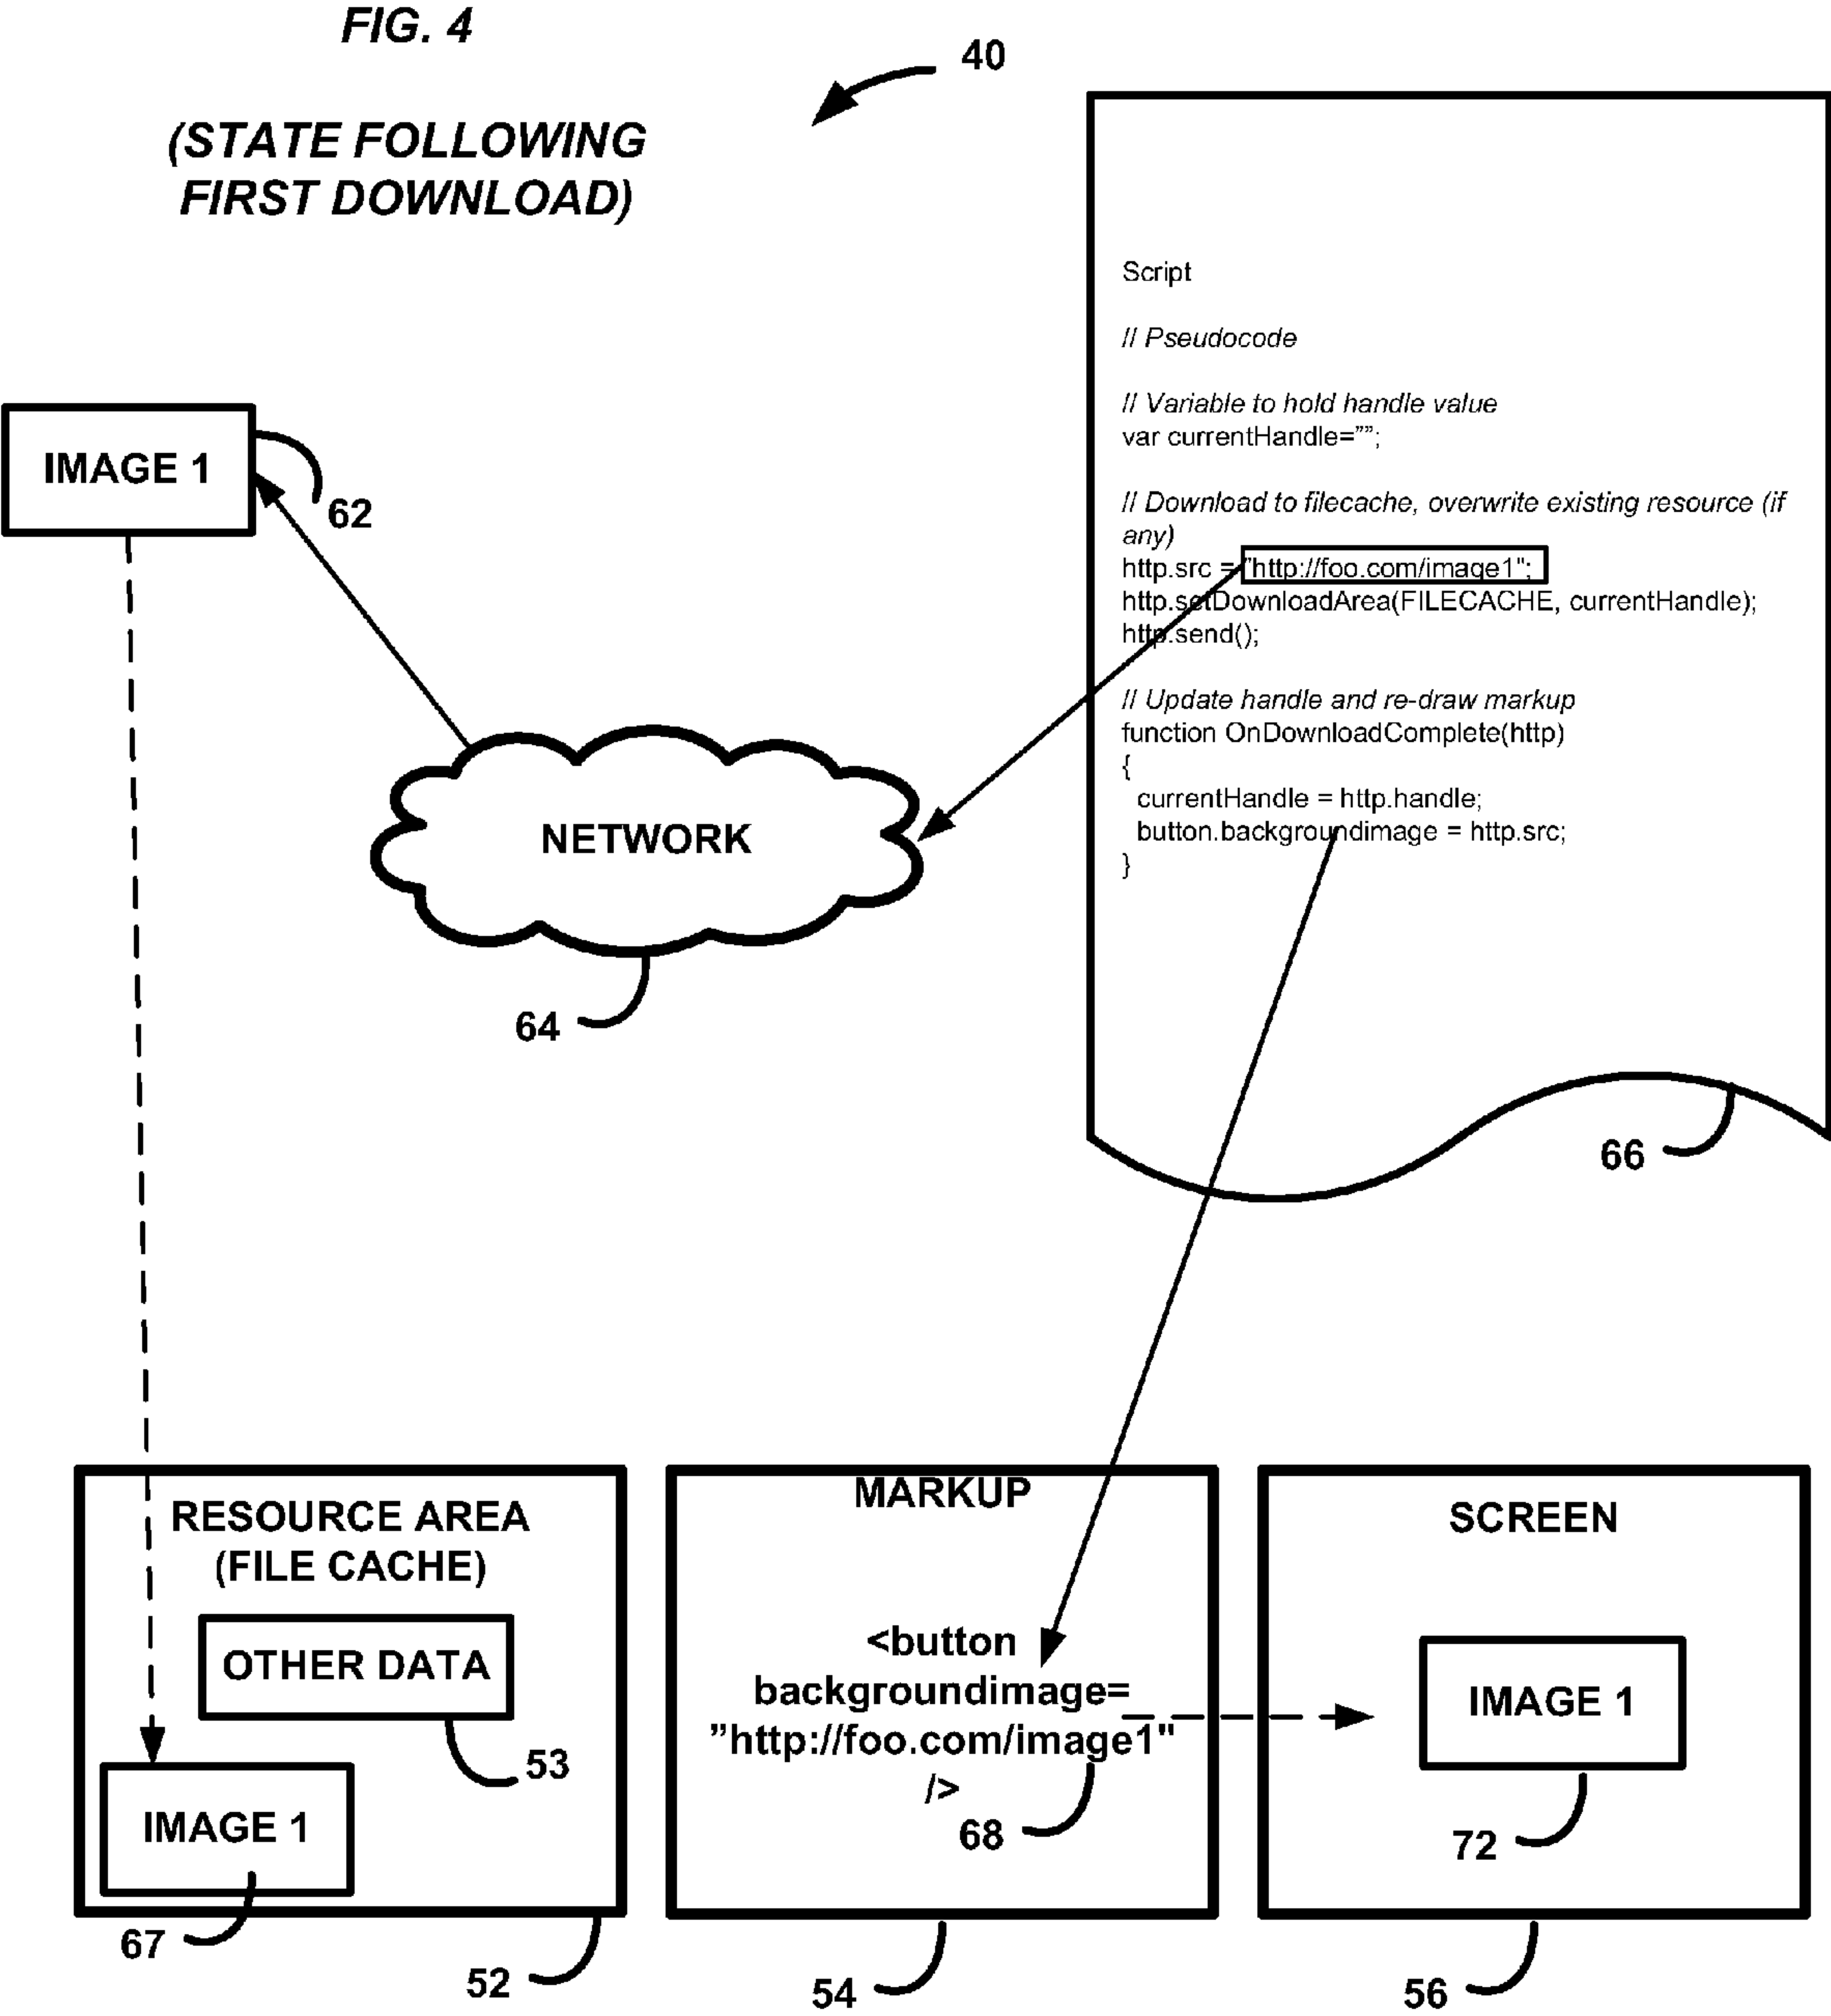 FIG. 4
(STATE FOLLOWING
FIRST DOWNLOAD)
40
Script
// Pseudocode
// Variable to hold handle value
var currentHandle="";
// Download to filecache, overwrite existing resource (if
any)
http.src = "http://foo.com/image1";
http.setDownloadArea(FILECACHE, currentHandle);
http.send();
// Update handle and re-draw markup
function OnDownloadComplete(http)
{
currentHandle = http.handle;
button.backgroundimage = http.src;
}
66
IMAGE 1
62
NETWORK
64
RESOURCE AREA
(FILE CACHE)
OTHER DATA
53
IMAGE 1
67
52
MARKUP
<button
backgroundimage=
"http://foo.com/image1"
/>
68
54
SCREEN
IMAGE 1
72
56